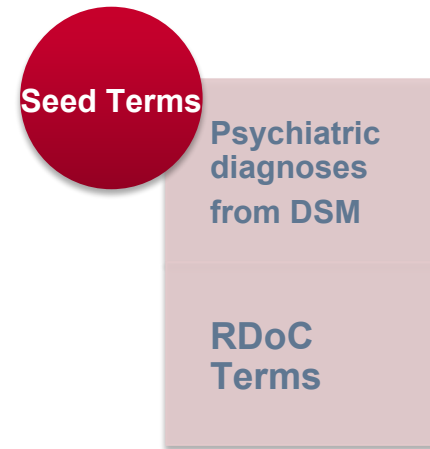 Seed Terms
Psychiatric
diagnoses
from DSM
RDoC
Terms